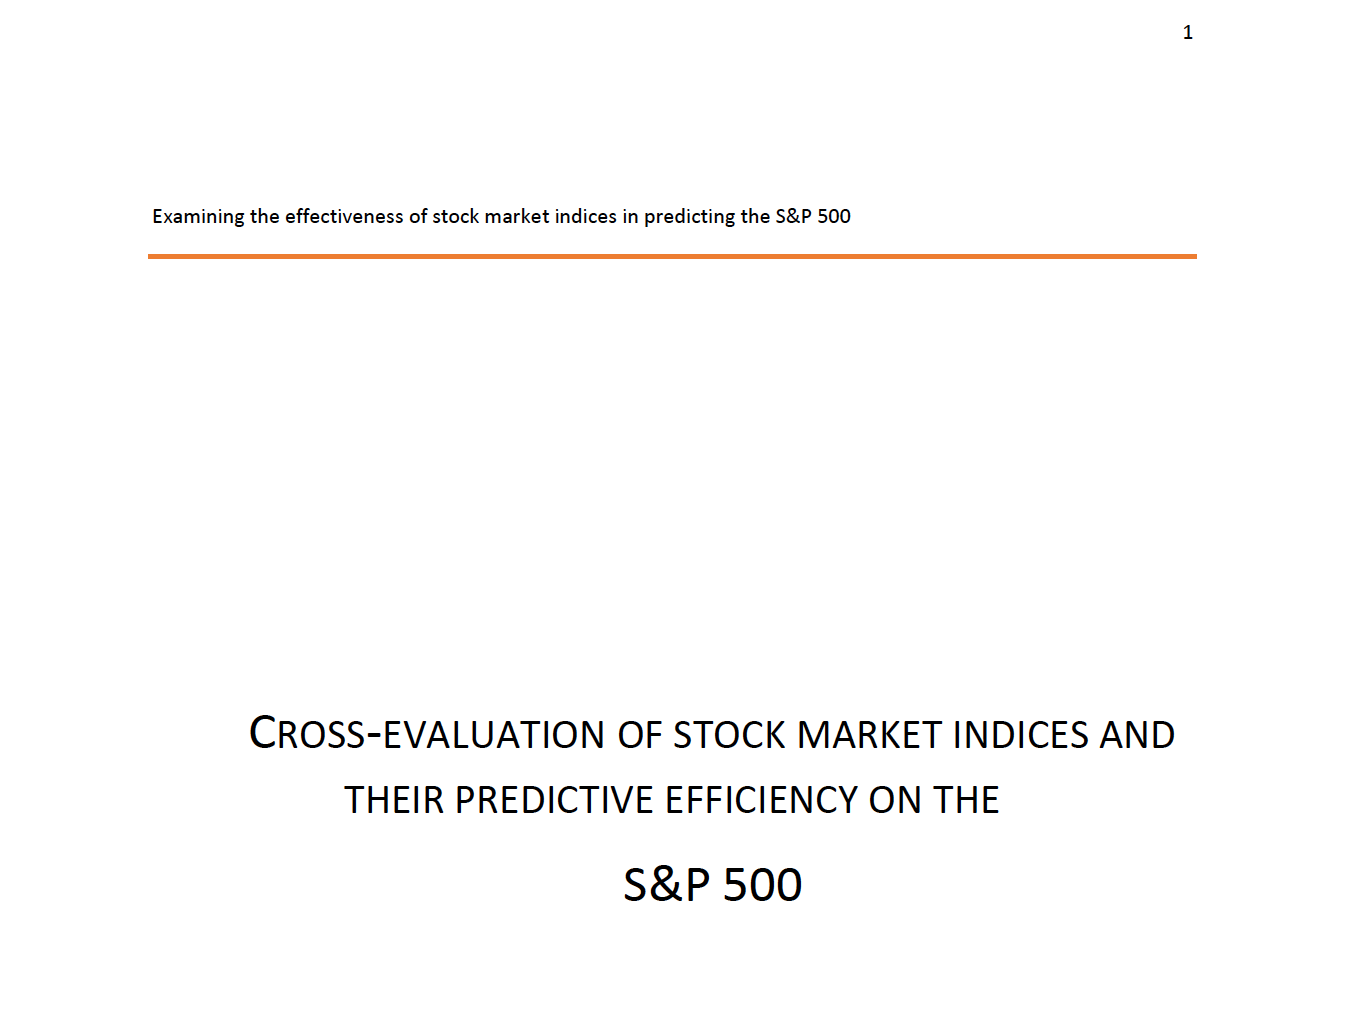 1
Examining the effectiveness of stock market indices in predicting the S&P 500
CROSS-EVALUATION OF STOCK MARKET INDICES AND
THEIR PREDICTIVE EFFICIENCY ON THE
S&P 500